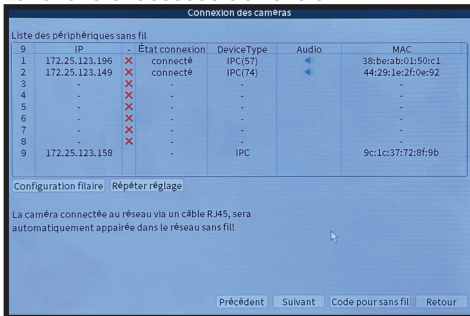 Connexion des caméras
Liste des périphériques sans fil
9 IP - État connexion DeviceType Audio MAC
1 172.25.123.196 × connecté IPC(57) 38:be:ab:01:50:c1
2 172.25.123.149 × connecté IPC(74) 44:29:1e:2f:0e:92
3 - × - - -
4 - × - - -
5 - × - - -
6 - × - - -
7 - × - - -
8 - × - - -
9 172.25.123.158 - IPC 9c:1c:37:72:8f:9b
Configuration filaire Répéter réglage
La caméra connectée au réseau via un câble RJ45, sera
automatiquement appairée dans le réseau sans fil!
Précédent Suivant Code pour sans fil Retour